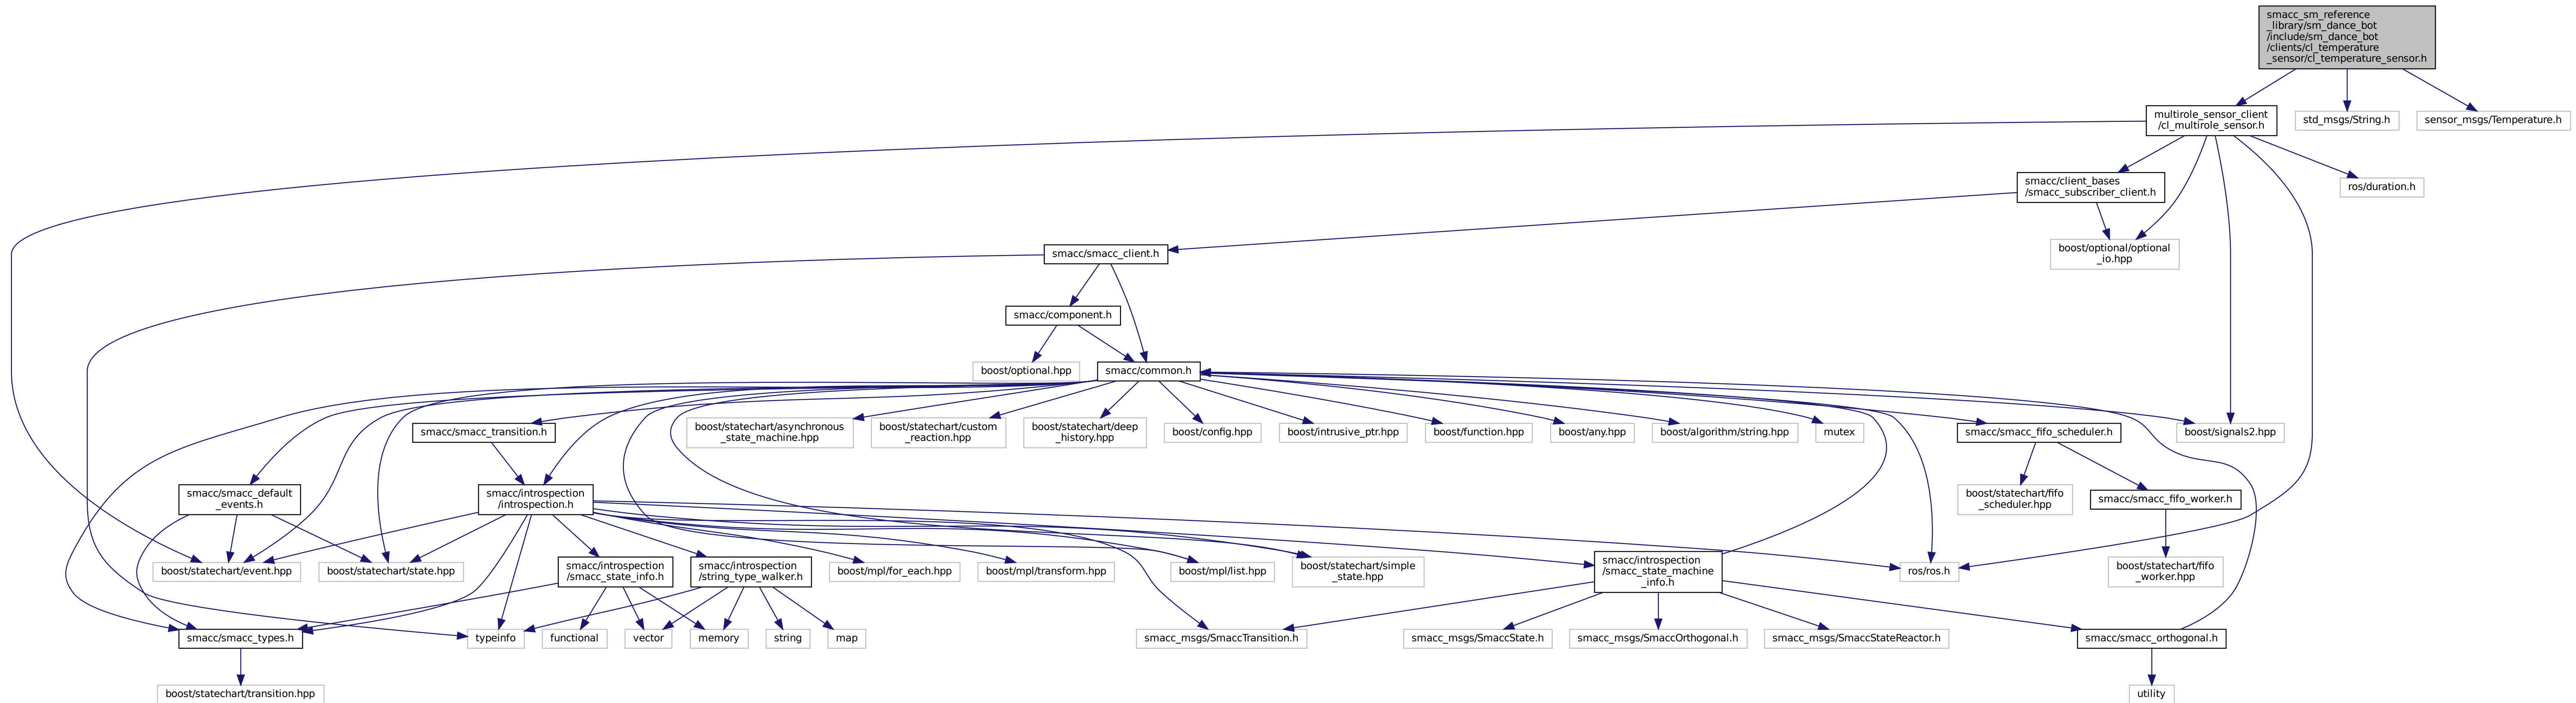 smacc_sm_reference
_library/sm_dance_bot
/include/sm_dance_bot
/clients/cl_temperature
_sensor/cl_temperature_sensor.h
multirole_sensor_client
/cl_multirole_sensor.h
std_msgs/String.h
sensor_msgs/Temperature.h
smacc/client_bases
/smacc_subscriber_client.h
ros/duration.h
smacc/smacc_client.h
boost/optional/optional
_io.hpp
smacc/component.h
boost/optional.hpp
smacc/common.h
smacc/smacc_transition.h
boost/statechart/asynchronous
_state_machine.hpp
boost/statechart/custom
_reaction.hpp
boost/statechart/deep
_history.hpp
boost/config.hpp
boost/intrusive_ptr.hpp
boost/function.hpp
boost/any.hpp
boost/algorithm/string.hpp
mutex
smacc/smacc_fifo_scheduler.h
boost/signals2.hpp
smacc/smacc_default
_events.h
smacc/introspection
/introspection.h
boost/statechart/fifo
_scheduler.hpp
smacc/smacc_fifo_worker.h
boost/statechart/event.hpp
boost/statechart/state.hpp
smacc/introspection
/smacc_state_info.h
smacc/introspection
/string_type_walker.h
boost/mpl/for_each.hpp
boost/mpl/transform.hpp
boost/mpl/list.hpp
boost/statechart/simple
_state.hpp
smacc/introspection
/smacc_state_machine
_info.h
ros/ros.h
boost/statechart/fifo
_worker.hpp
smacc/smacc_types.h
typeinfo
functional
vector
memory
string
map
smacc_msgs/SmaccTransition.h
smacc_msgs/SmaccState.h
smacc_msgs/SmaccOrthogonal.h
smacc_msgs/SmaccStateReactor.h
smacc/smacc_orthogonal.h
boost/statechart/transition.hpp
utility